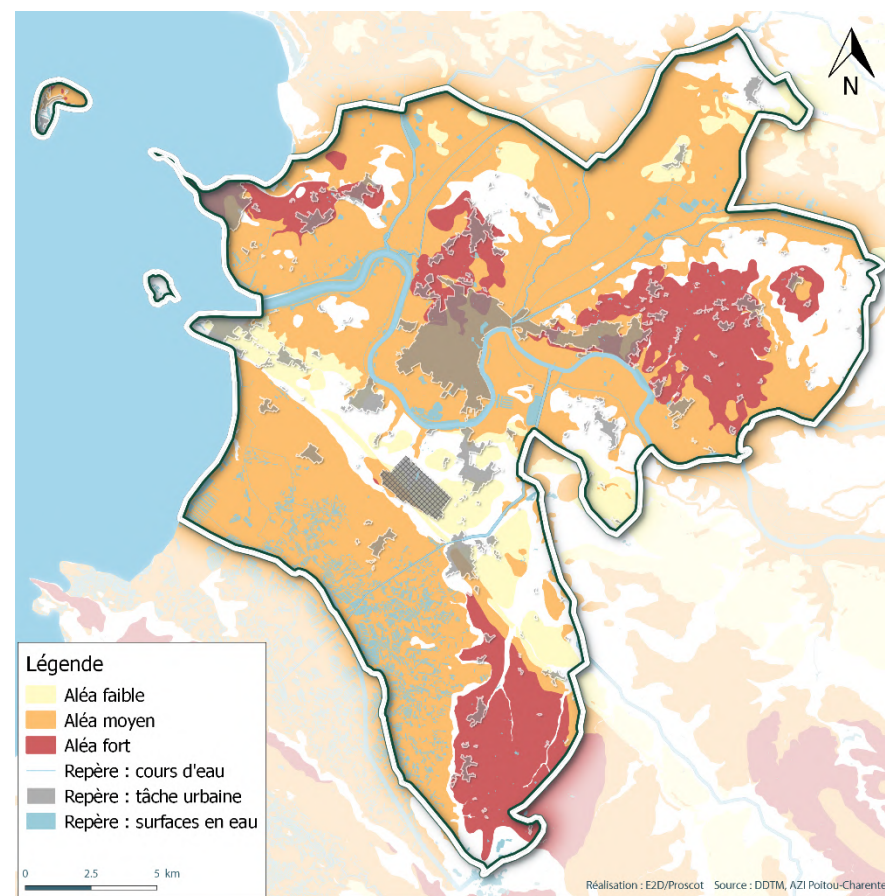 N
Légende
Aléa faible
Aléa moyen
Aléa fort
Repère : cours d'eau
Repère : tâche urbaine
Repère : surfaces en eau
0 2.5 5 km
Réalisation : E2D/Proscot Source : DDTM, AZI Poitou-Charente